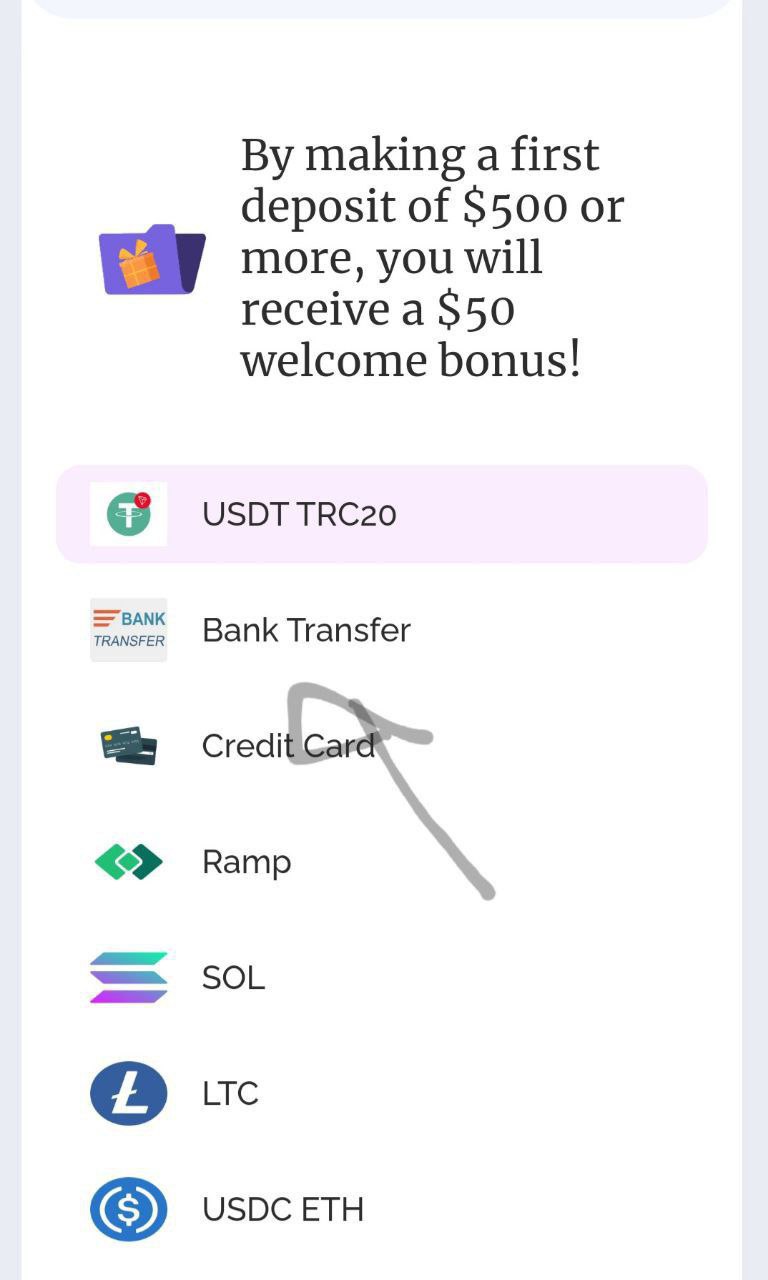 By making a first
deposit of $500 or
more, you will
receive a $50
welcome bonus!
USDT TRC20
BANK
TRANSFER
Bank Transfer
Credit Card
Ramp
SOL
LTC
USDC ETH